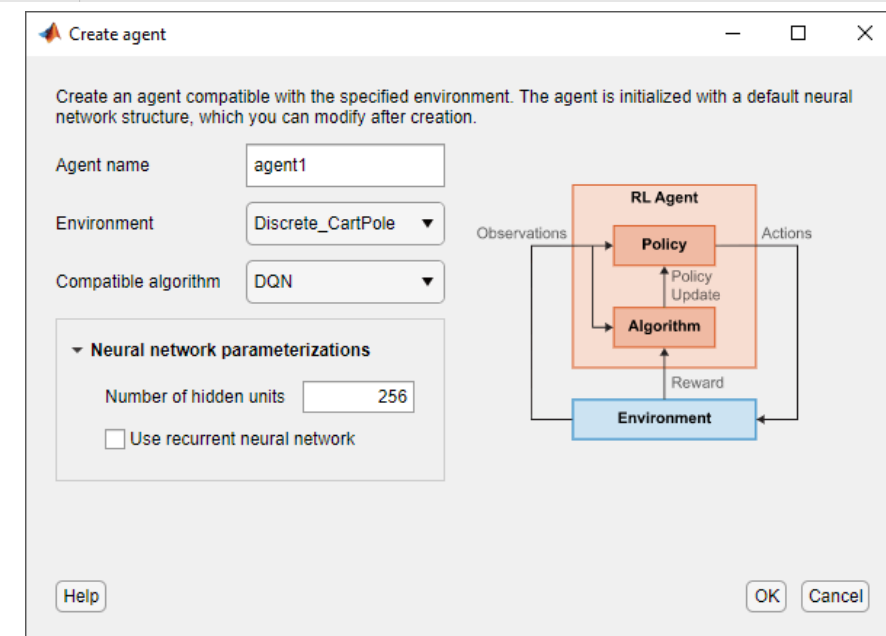 Create agent
Create an agent compatible with the specified environment. The agent is initialized with a default neural
network structure, which you can modify after creation.
Agent name
agent1
Environment
Discrete_CartPole
Compatible algorithm
DQN
Neural network parameterizations
Number of hidden units
256
Use recurrent neural network
RL Agent
Observations
Policy
Actions
Policy
Update
Algorithm
Reward
Environment
Help
OK
Cancel